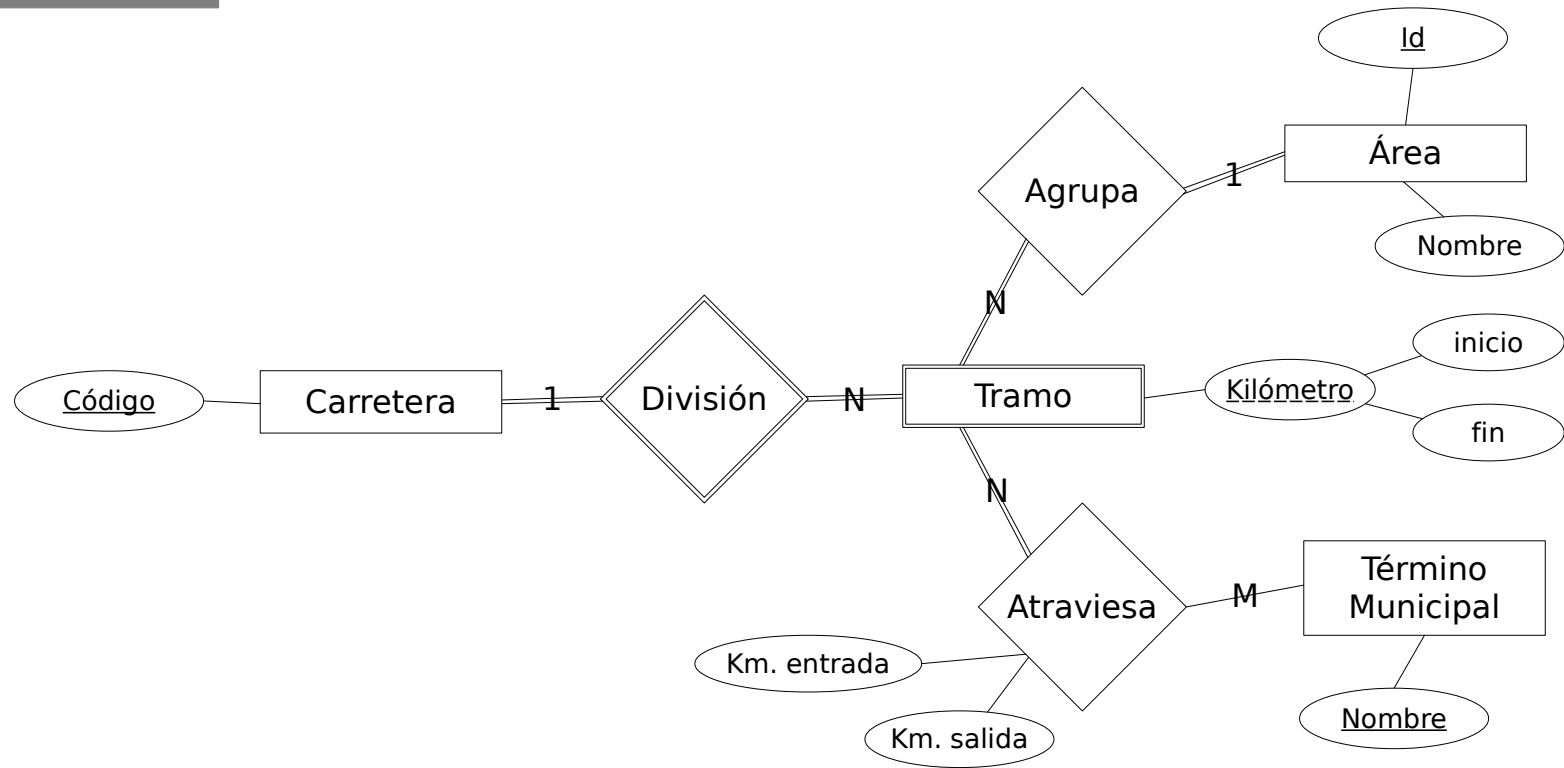 Id
Área
Agrupa
1
Nombre
N
inicio
Código
Carretera
1
División
N
Tramo
Kilómetro
fin
N
Atraviesa
M
Término
Municipal
Km. entrada
Km. salida
Nombre